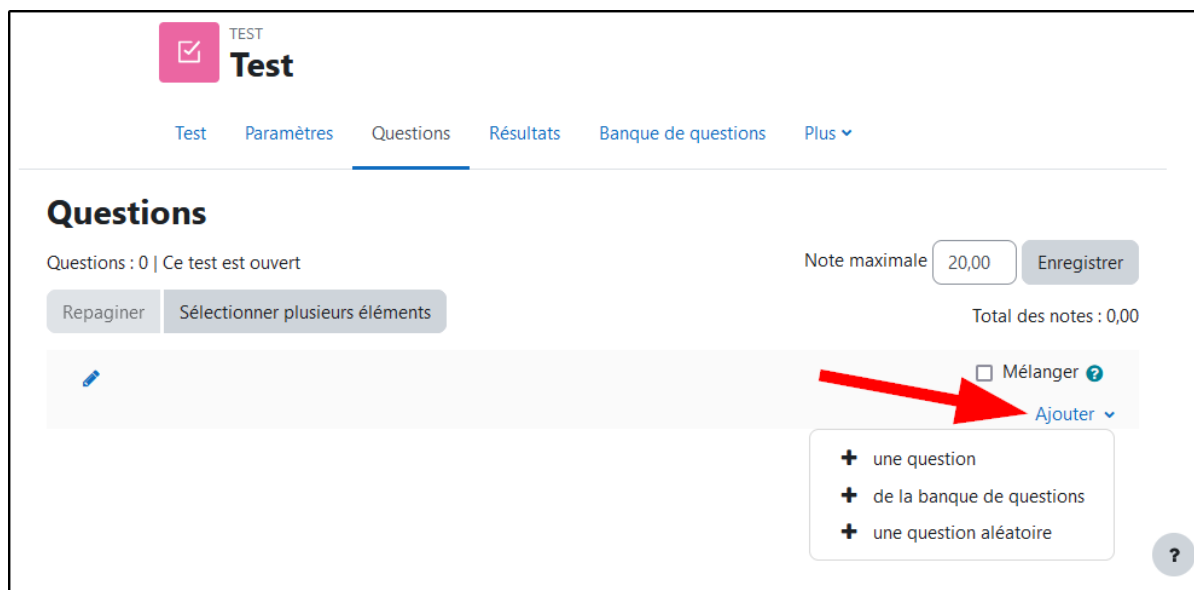 TEST
Test
Test Paramètres Questions Résultats Banque de questions Plus
Questions
Questions : 0 | Ce test est ouvert
Note maximale 20,00 Enregistrer
Repaginer Sélectionner plusieurs éléments
Total des notes : 0,00
Mélanger ?
Ajouter
une question
de la banque de questions
une question aléatoire
?